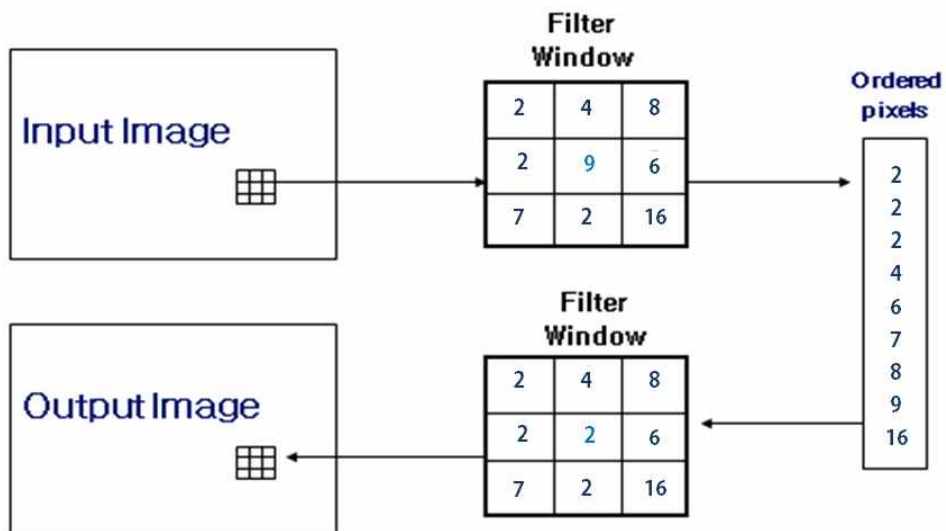 Filter
Window
Input Image
2 4 8
2 9 6
7 2 16
Ordered
pixels
2
2
2
4
6
7
8
9
16
Filter
Window
Output Image
2 4 8
2 2 6
7 2 16